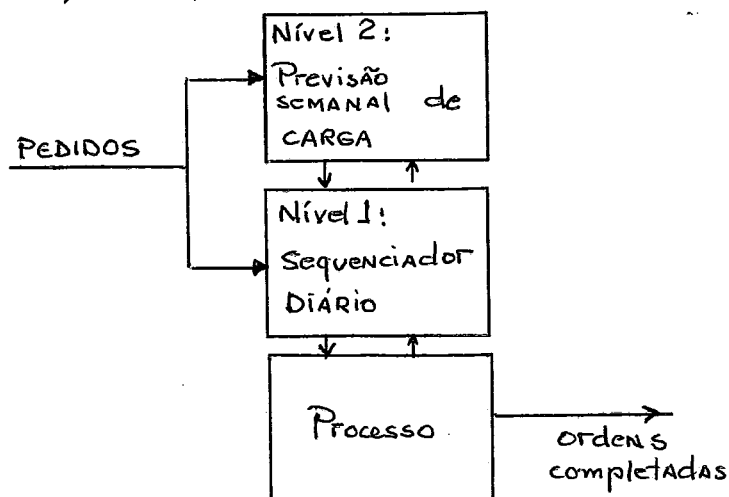 Nível 2:
Previsão
semanal de
carga
PEDIDOS
Nível 1:
Sequenciador
Diário
Processo
ordens
completadas